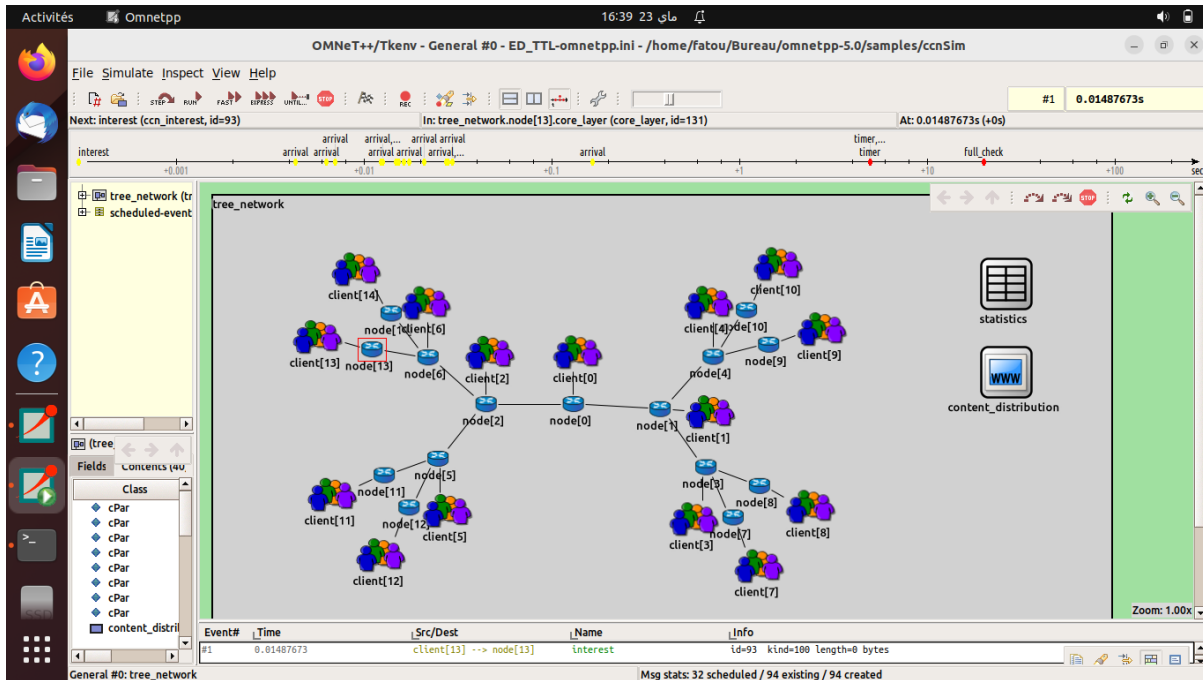 Activités
Omnetpp
16:39 23 ماي
OMNeT++/Tkenv - General #0 - ED_TTL-omnetpp.ini - /home/fatou/Bureau/omnetpp-5.0/samples/ccnSim
File Simulate Inspect View Help
STEP RUN FAST EXPRESS UNTIL... STOP REC
#1 0.01487673s
Next: interest (ccn_interest, id=93)
In: tree_network.node[13].core_layer (core_layer, id=131)
At: 0.01487673s (+0s)
arrival arrival,... arrival arrival timer,...
interest arrival arrival arrival arrival arrival,... arrival timer full_check
+0.001 +0.01 +0.1 +1 +10 +100 sec
tree_network (tr
scheduled-event
tree_network
STOP
client[14]
client[6]
client[10]
client[13]
node[13]
node[6]
client[2]
client[0]
client[4]
node[10]
node[4]
node[9]
client[9]
statistics
WWW
content_distribution
node[2]
node[0]
node[1]
client[1]
node[5]
node[11]
client[11]
node[12]
client[5]
client[12]
node[3]
node[8]
client[3]
node[7]
client[8]
client[7]
(tree_
Fields
Contents (40)
Class
cPar
cPar
cPar
cPar
cPar
cPar
cPar
cPar
content_distril
Zoom: 1.00x
Event# Time Src/Dest Name Info
#1 0.01487673 client[13] --> node[13] interest id=93 kind=100 length=0 bytes
General #0: tree_network
Msg stats: 32 scheduled / 94 existing / 94 created